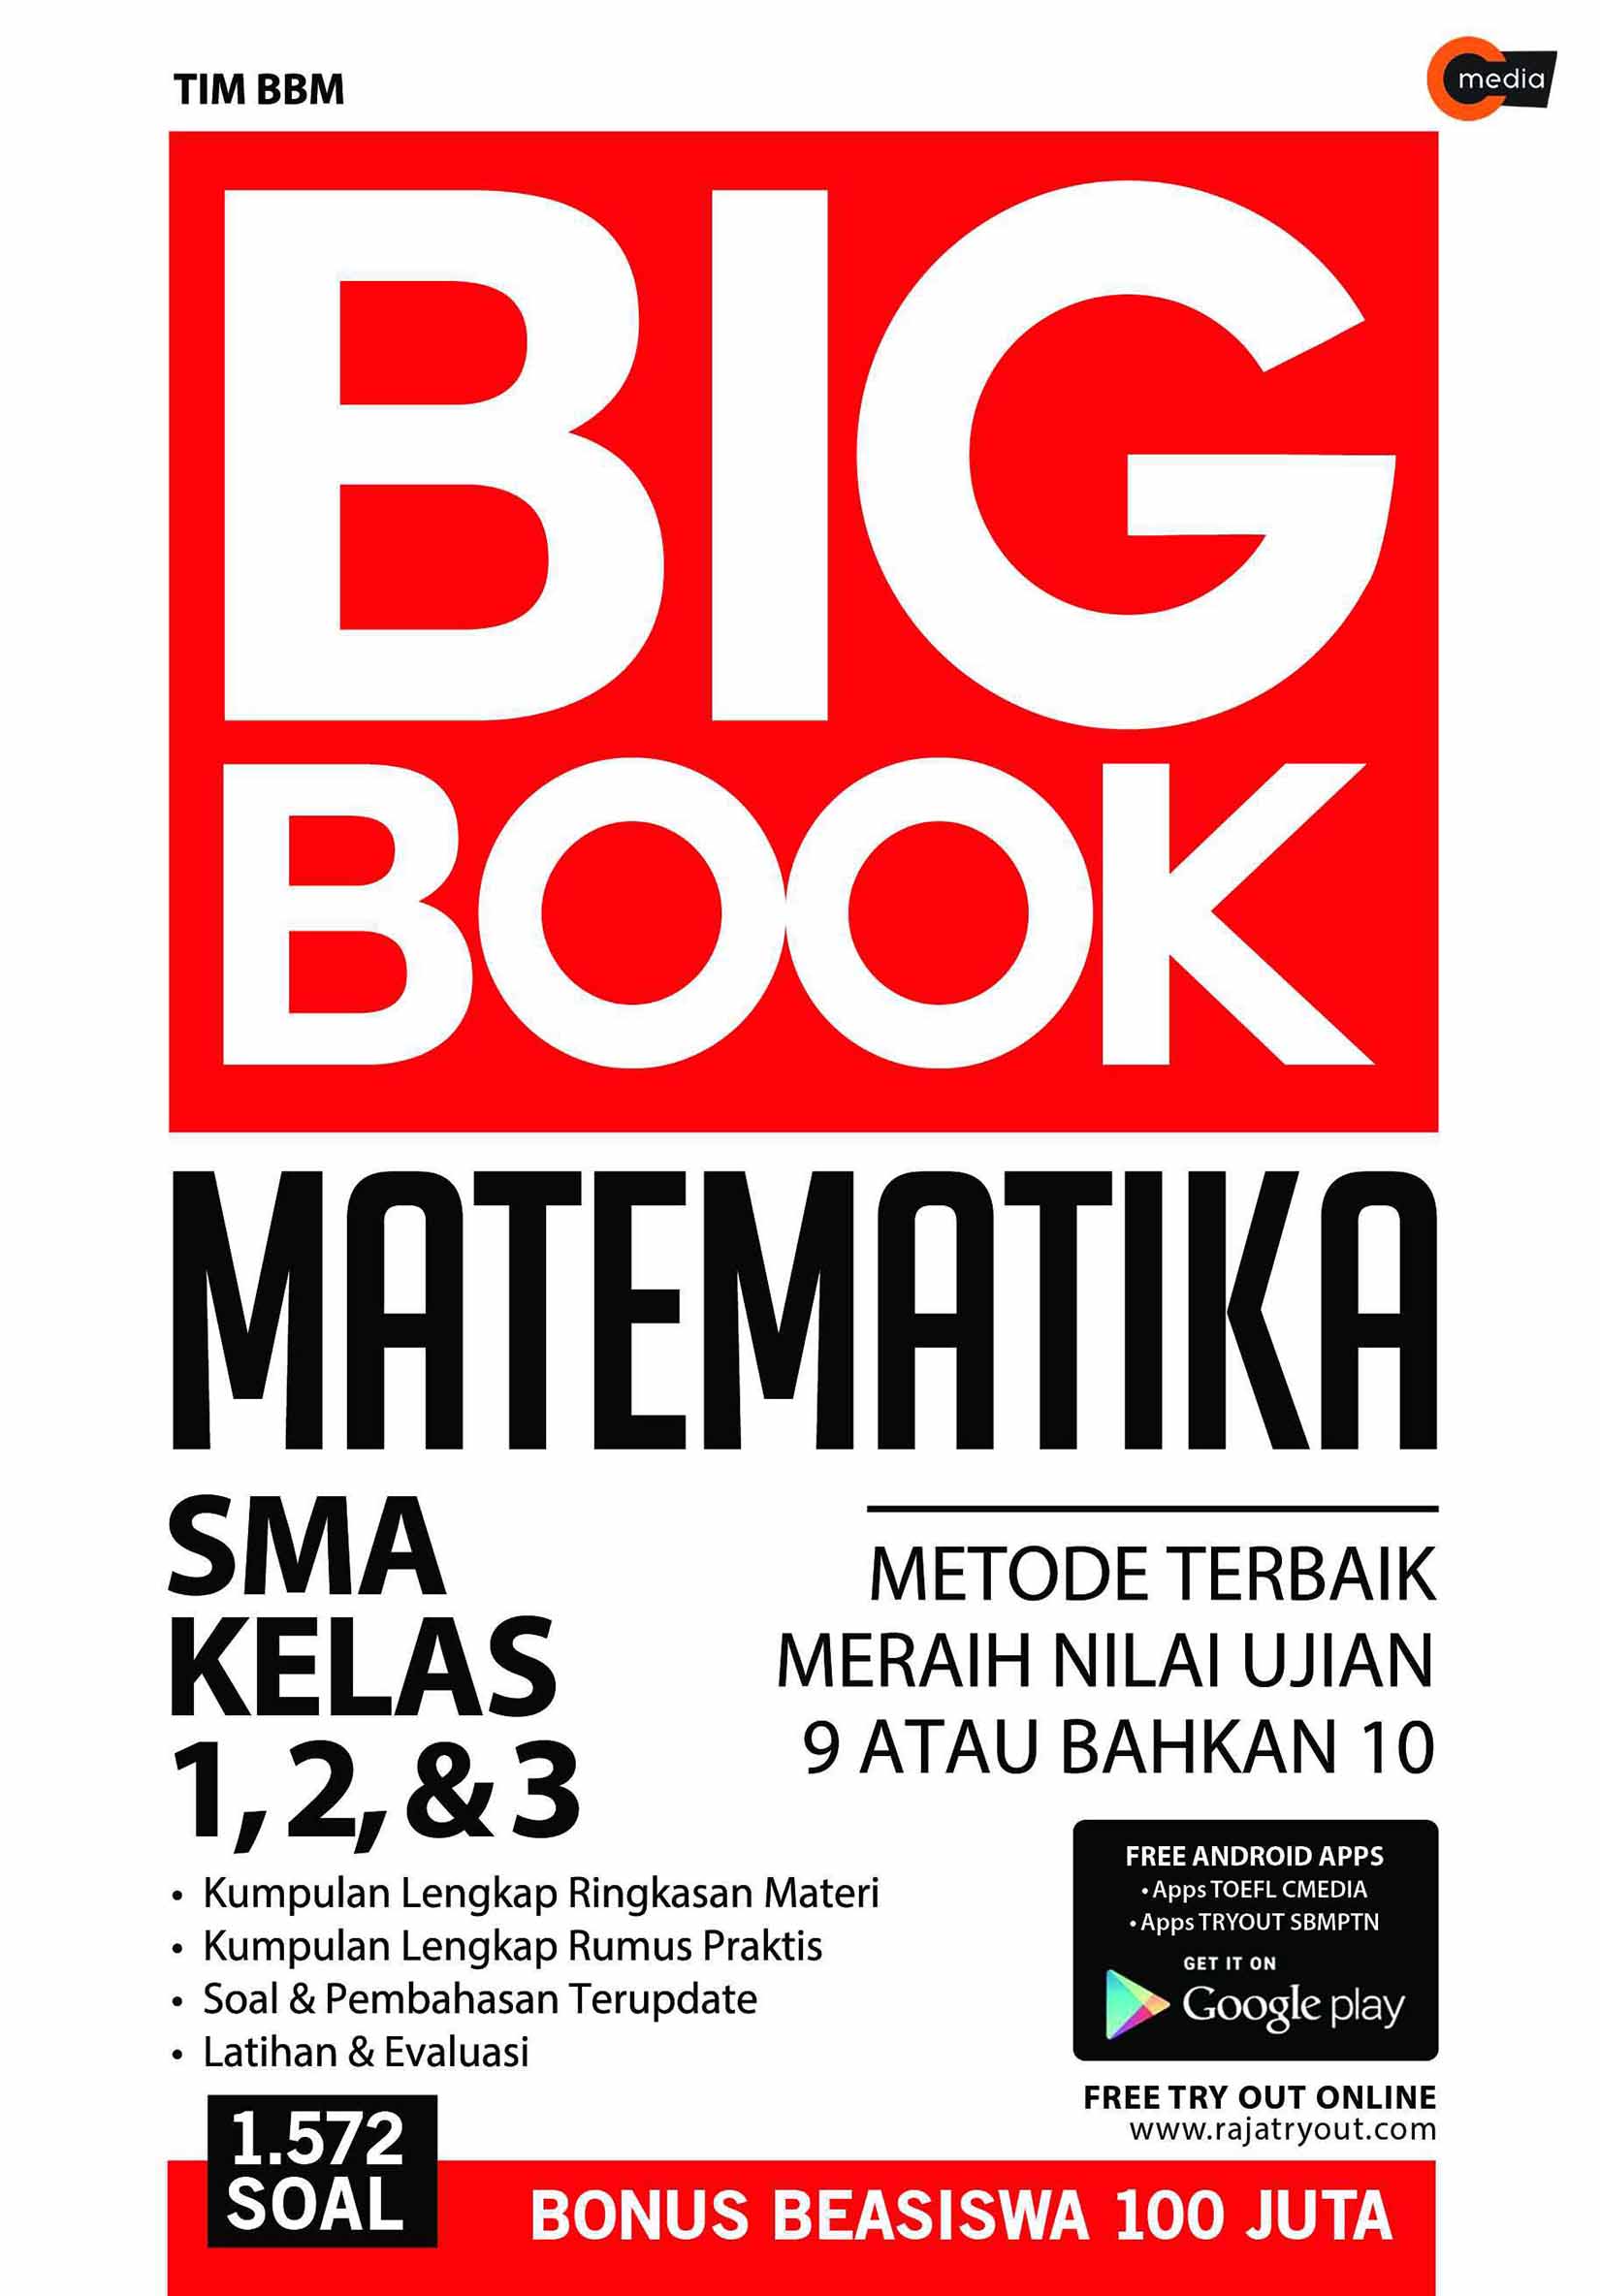 TIM BBM
Cmedia
BIG
BOOK
MATEMATIKA
SMA
KELAS
1, 2, & 3
METODE TERBAIK
MERAIH NILAI UJIAN
9 ATAU BAHKAN 10
• Kumpulan Lengkap Ringkasan Materi
• Kumpulan Lengkap Rumus Praktis
• Soal & Pembahasan Terupdate
• Latihan & Evaluasi
FREE ANDROID APPS
• Apps TOEFL CMEDIA
• Apps TRYOUT SBMPTN
GET IT ON
Google play
FREE TRY OUT ONLINE
www.rajatryout.com
1.572
SOAL
BONUS BEASISWA 100 JUTA